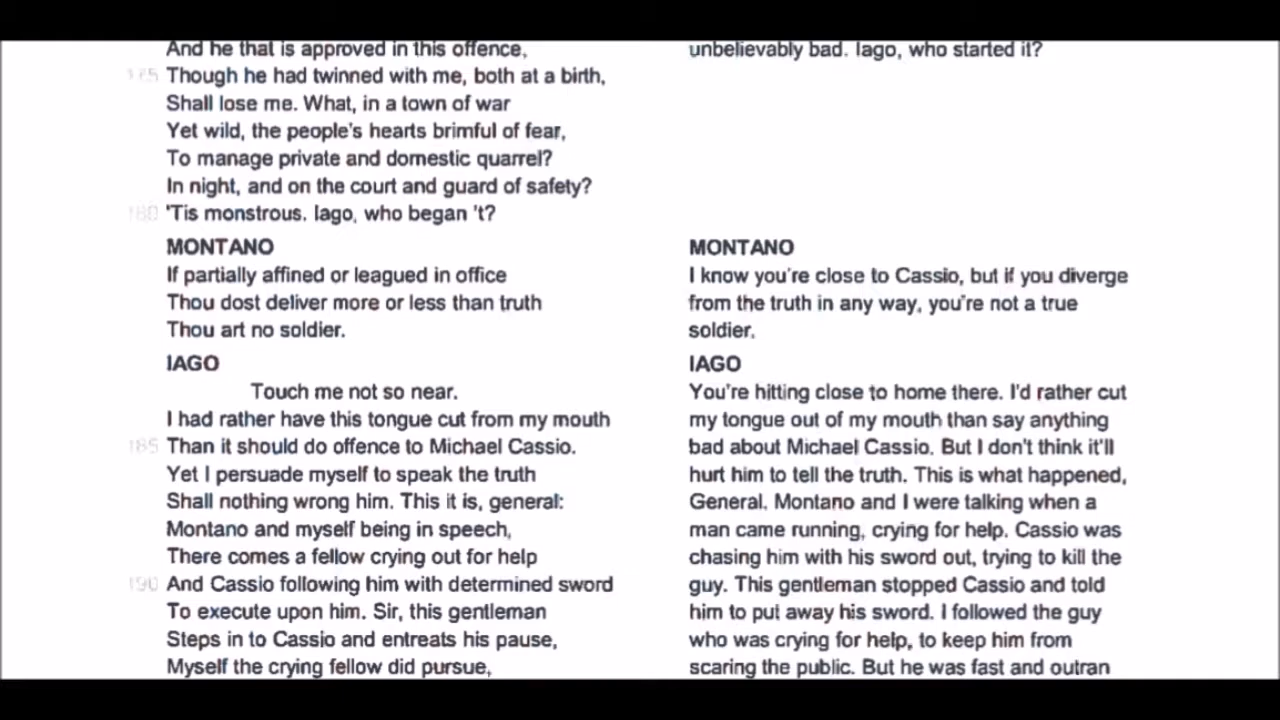 And he that is approved in this offence,
175 Though he had twinned with me, both at a birth,
Shall lose me. What, in a town of war
Yet wild, the people's hearts brimful of fear,
To manage private and domestic quarrel?
In night, and on the court and guard of safety?
180 'Tis monstrous. Iago, who began 't?
MONTANO
If partially affined or leagued in office
Thou dost deliver more or less than truth
Thou art no soldier.
IAGO
Touch me not so near.
I had rather have this tongue cut from my mouth
185 Than it should do offence to Michael Cassio.
Yet I persuade myself to speak the truth
Shall nothing wrong him. This it is, general:
Montano and myself being in speech,
There comes a fellow crying out for help
190 And Cassio following him with determined sword
To execute upon him. Sir, this gentleman
Steps in to Cassio and entreats his pause,
Myself the crying fellow did pursue,
unbelievably bad. Iago, who started it?
MONTANO
I know you're close to Cassio, but if you diverge
from the truth in any way, you're not a true
soldier.
IAGO
You're hitting close to home there. I'd rather cut
my tongue out of my mouth than say anything
bad about Michael Cassio. But I don't think it'll
hurt him to tell the truth. This is what happened,
General. Montano and I were talking when a
man came running, crying for help. Cassio was
chasing him with his sword out, trying to kill the
guy. This gentleman stopped Cassio and told
him to put away his sword. I followed the guy
who was crying for help, to keep him from
scaring the public. But he was fast and outran